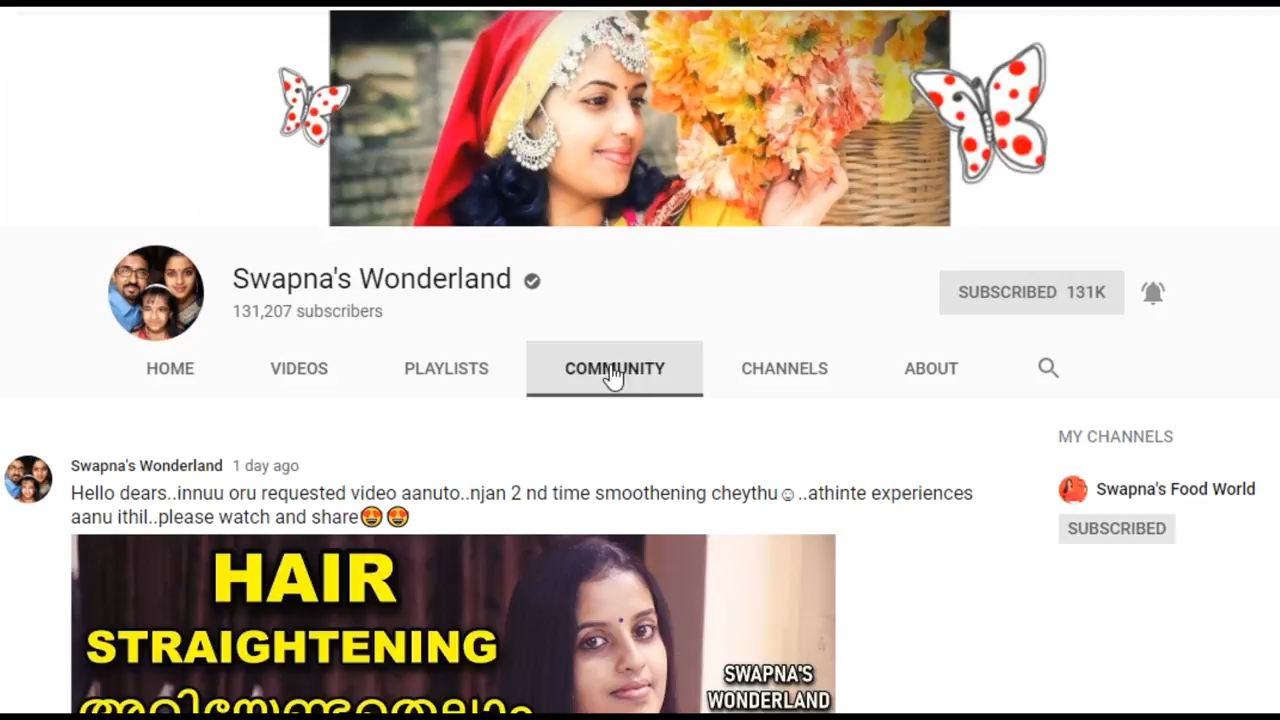 Swapna's Wonderland
131,207 subscribers
SUBSCRIBED 131K
HOME VIDEOS PLAYLISTS COMMUNITY CHANNELS ABOUT
MY CHANNELS
Swapna's Food World
SUBSCRIBED
Swapna's Wonderland 1 day ago
Hello dears..innuu oru requested video aanuto..njan 2 nd time smoothening cheythu☺..athinte experiences
aanu ithil..please watch and share😍😍
HAIR
STRAIGHTENING
അറിയേണ്ടതെല്ലാം
SWAPNA'S
WONDERLAND